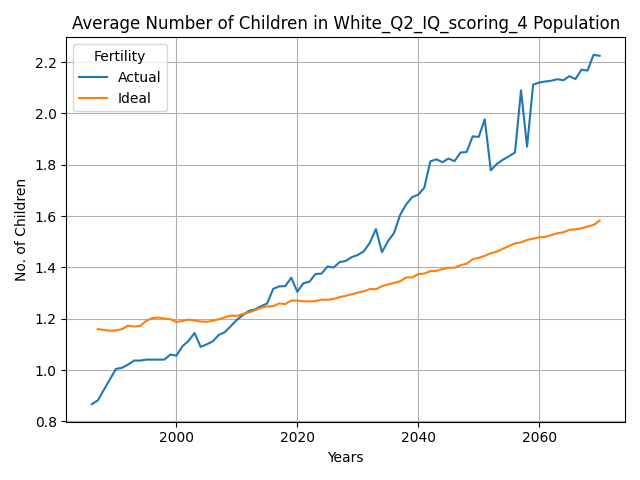 Average Number of Children in White_Q2_IQ_scoring_4 Population
Fertility
Actual
Ideal
No. of Children
2.2
2.0
1.8
1.6
1.4
1.2
1.0
0.8
2000
2020
2040
2060
Years